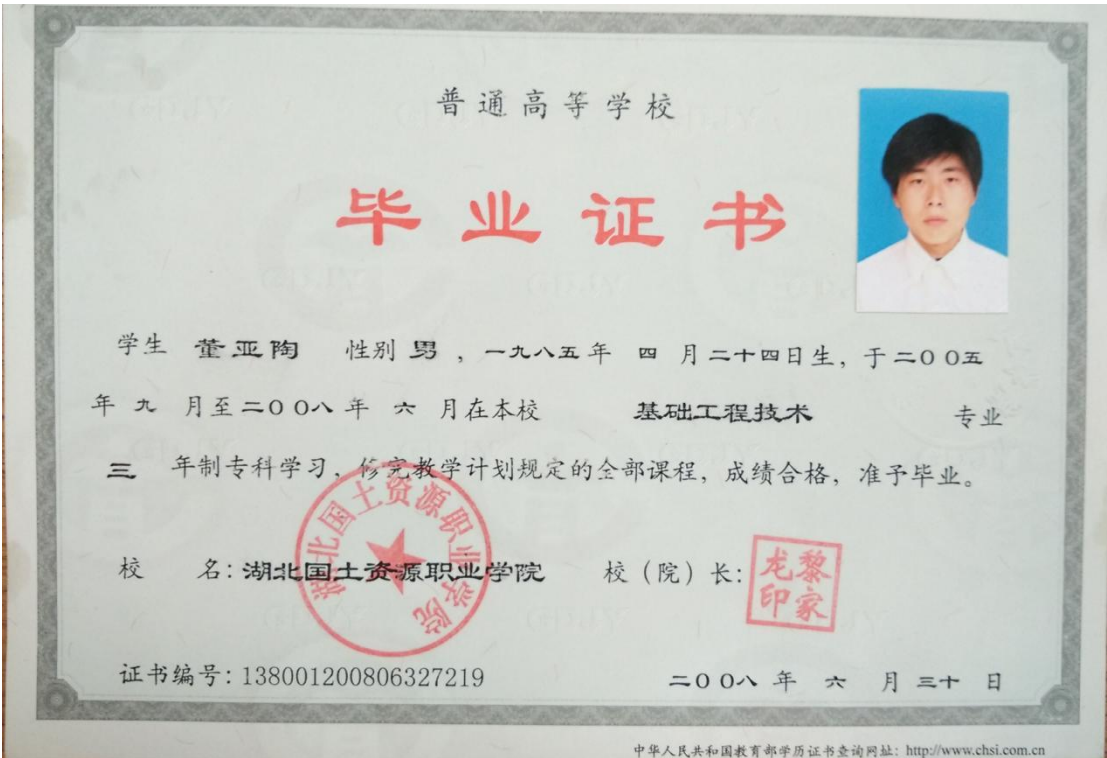 普通高等学校
毕业证书
学生 董亚陶 性别 男 ，一九八五年 四 月二十四日生，于二00五
年 九 月至二00八 年 六 月在本校 基础工程技术 专业
三 年制专科学习，修完教学计划规定的全部课程，成绩合格，准予毕业。
湖北国土资源职业学院
校 名：湖北国土资源职业学院 校（院）长：
龙黎
印家
证书编号：138001200806327219 二00八 年 六 月 三十 日
中华人民共和国教育部学历证书查询网址：http://www.chsi.com.cn